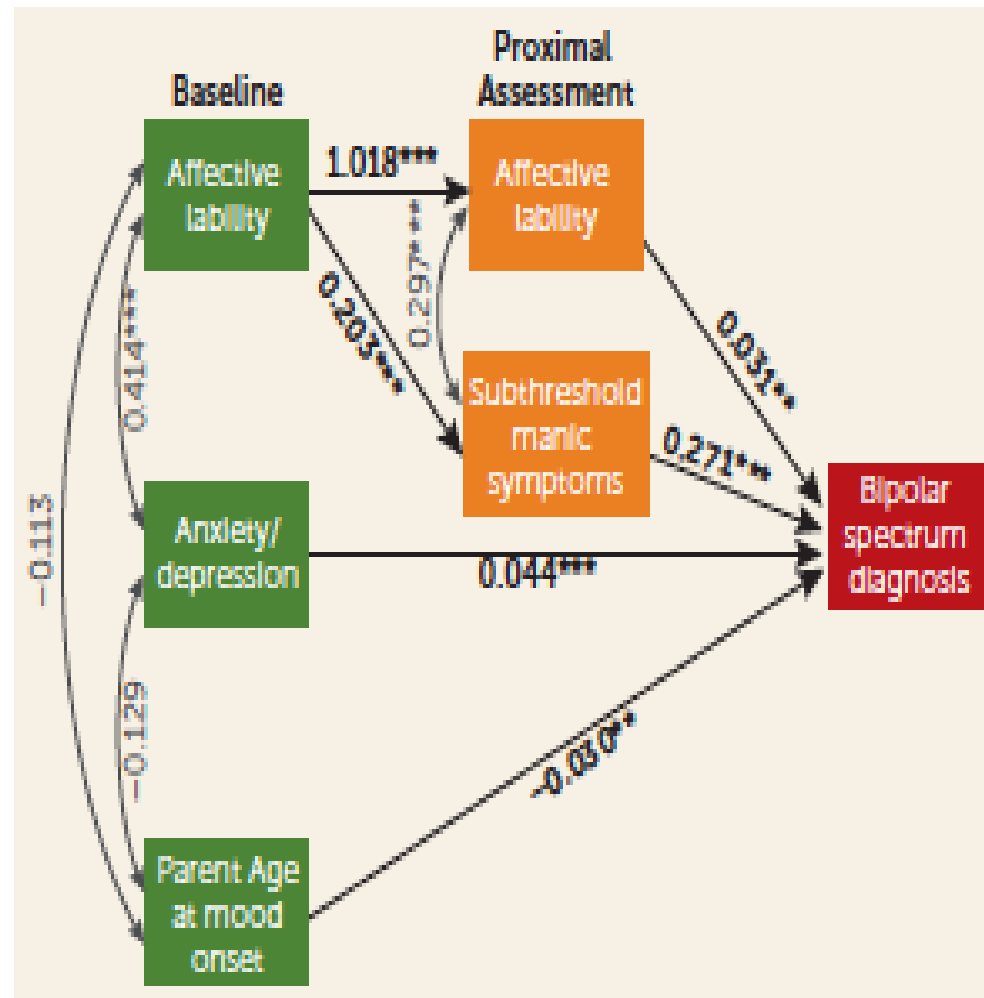 Proximal
Assessment
Baseline
Affective
lability
1.018***
Affective
lability
0.297***
0.203***
0.414***
0.031**
Subthreshold
manic
symptoms
0.271***
Bipolar
spectrum
diagnosis
Anxiety/
depression
0.044***
−0.113
−0.129
−0.030**
Parent Age
at mood
onset